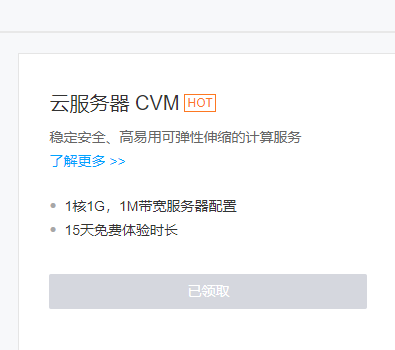 云服务器 CVM HOT
稳定安全、高易用可弹性伸缩的计算服务
了解更多 >>
1核1G，1M带宽服务器配置
15天免费体验时长
已领取